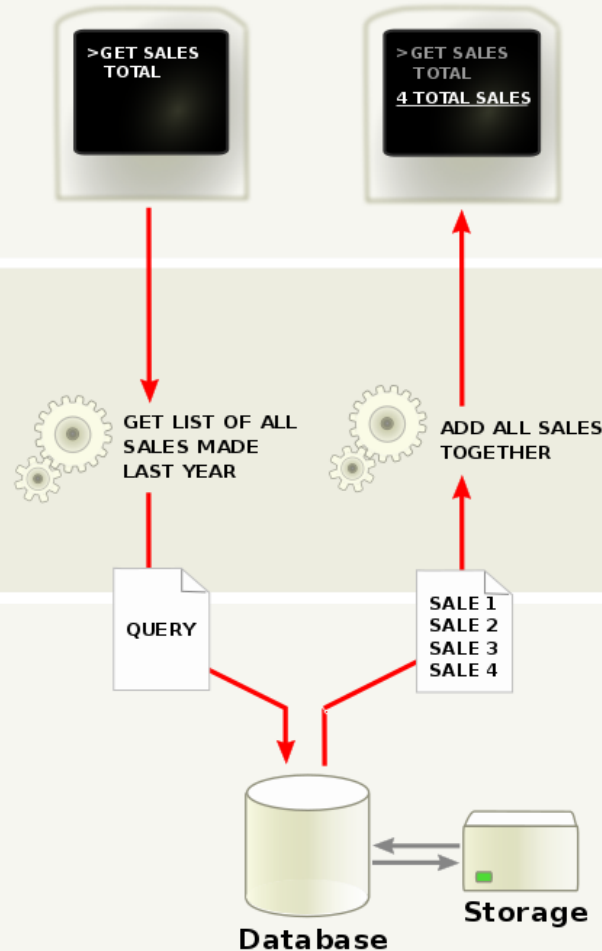 >GET SALES
TOTAL
>GET SALES
TOTAL
4 TOTAL SALES
GET LIST OF ALL
SALES MADE
LAST YEAR
ADD ALL SALES
TOGETHER
QUERY
SALE 1
SALE 2
SALE 3
SALE 4
Storage
Database